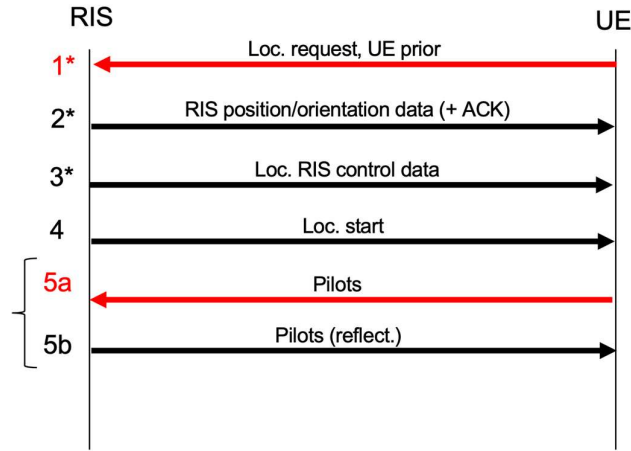 RIS
UE
1* Loc. request, UE prior
2* RIS position/orientation data (+ ACK)
3* Loc. RIS control data
4 Loc. start
5a Pilots
5b Pilots (reflect.)